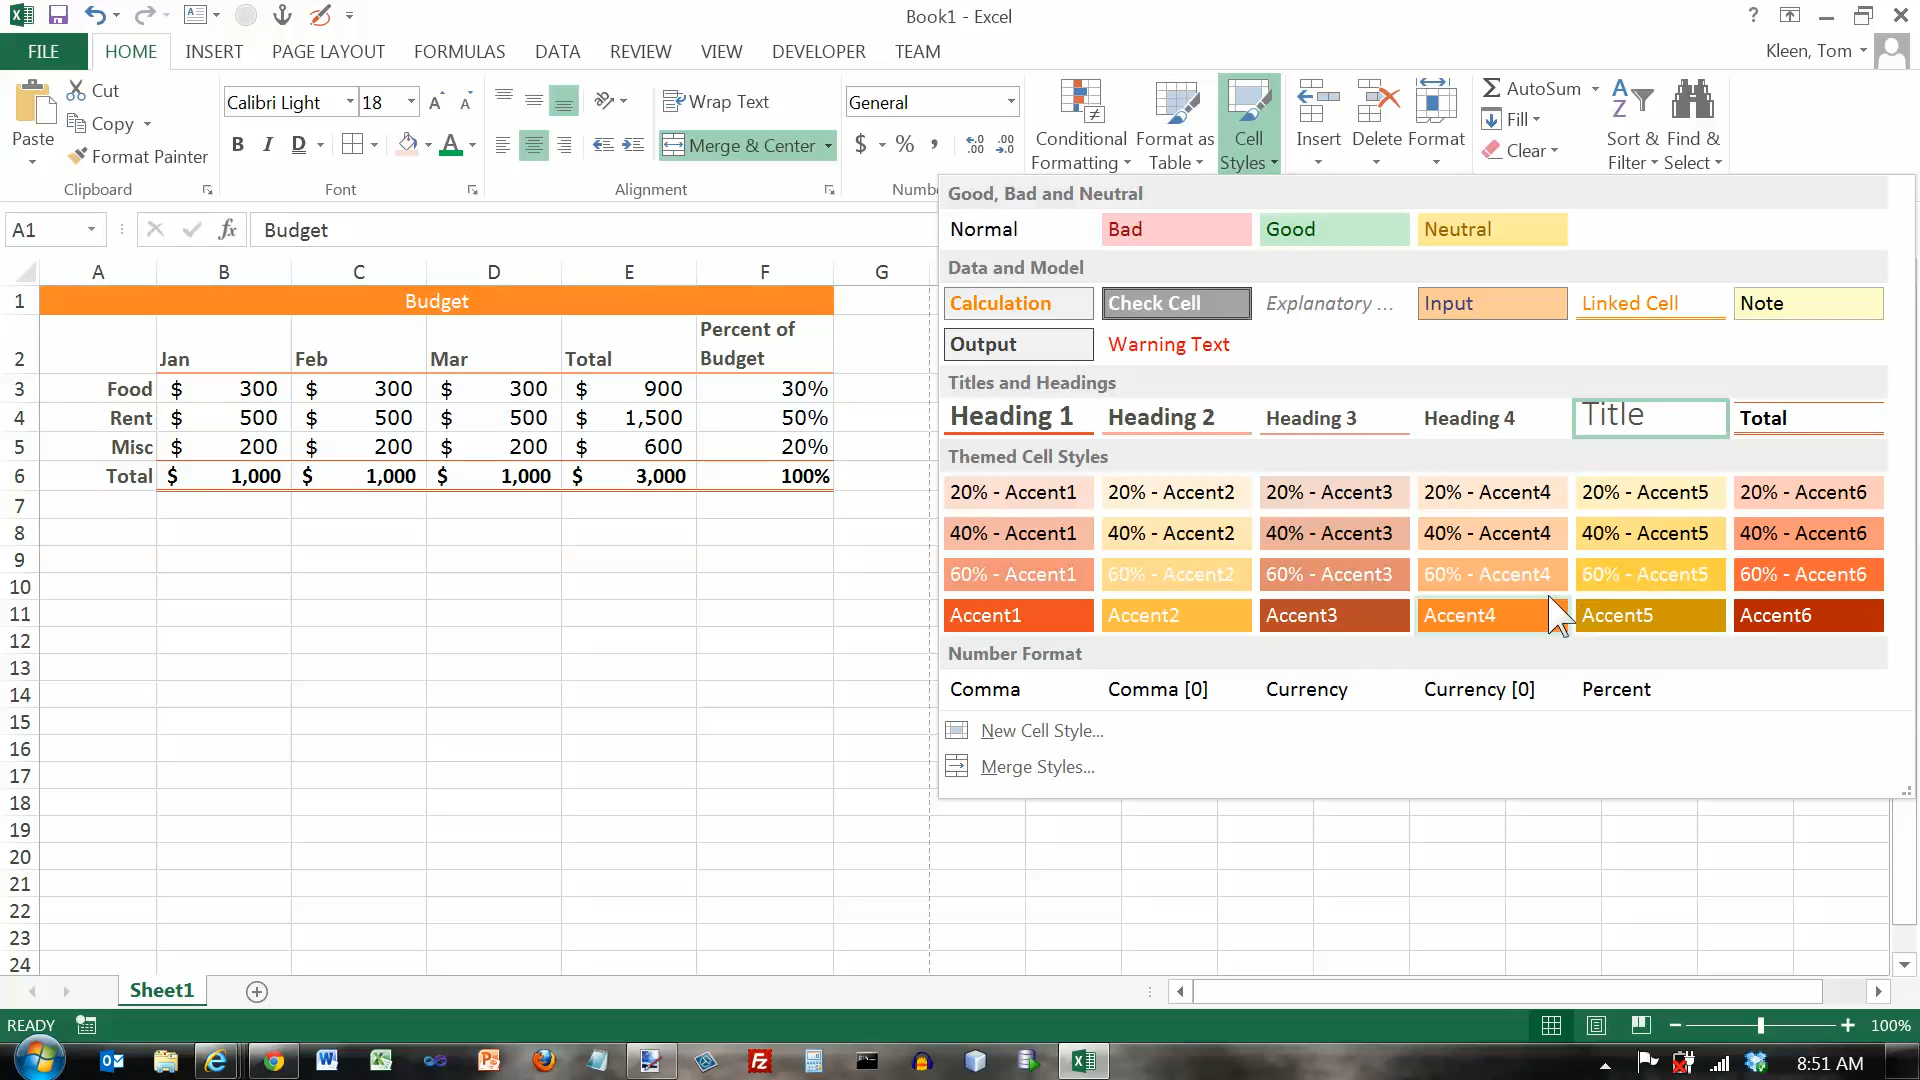 Book1 - Excel
?
FILE HOME INSERT PAGE LAYOUT FORMULAS DATA REVIEW VIEW DEVELOPER TEAM Kleen, Tom
Paste
Cut
Copy
Format Painter
Clipboard
Calibri Light 18 A A
B I D A
Font
Wrap Text
Merge & Center
Alignment
General
$ % , .0 .00
Conditional Formatting
Format as Table
Cell Styles
Insert
Delete
Format
AutoSum
Fill
Clear
Sort & Filter
Find & Select
A1 fx Budget
A B C D E F G
1 Budget
2 Jan Feb Mar Total Percent of Budget
3 Food $ 300 $ 300 $ 300 $ 900 30%
4 Rent $ 500 $ 500 $ 500 $ 1,500 50%
5 Misc $ 200 $ 200 $ 200 $ 600 20%
6 Total $ 1,000 $ 1,000 $ 1,000 $ 3,000 100%
7
8
9
10
11
12
13
14
15
16
17
18
19
20
21
22
23
24
Good, Bad and Neutral
Normal Bad Good Neutral
Data and Model
Calculation Check Cell Explanatory ... Input Linked Cell Note
Output Warning Text
Titles and Headings
Heading 1 Heading 2 Heading 3 Heading 4 Title Total
Themed Cell Styles
20% - Accent1 20% - Accent2 20% - Accent3 20% - Accent4 20% - Accent5 20% - Accent6
40% - Accent1 40% - Accent2 40% - Accent3 40% - Accent4 40% - Accent5 40% - Accent6
60% - Accent1 60% - Accent2 60% - Accent3 60% - Accent4 60% - Accent5 60% - Accent6
Accent1 Accent2 Accent3 Accent4 Accent5 Accent6
Number Format
Comma Comma [0] Currency Currency [0] Percent
New Cell Style...
Merge Styles...
Sheet1
READY 100%
8:51 AM